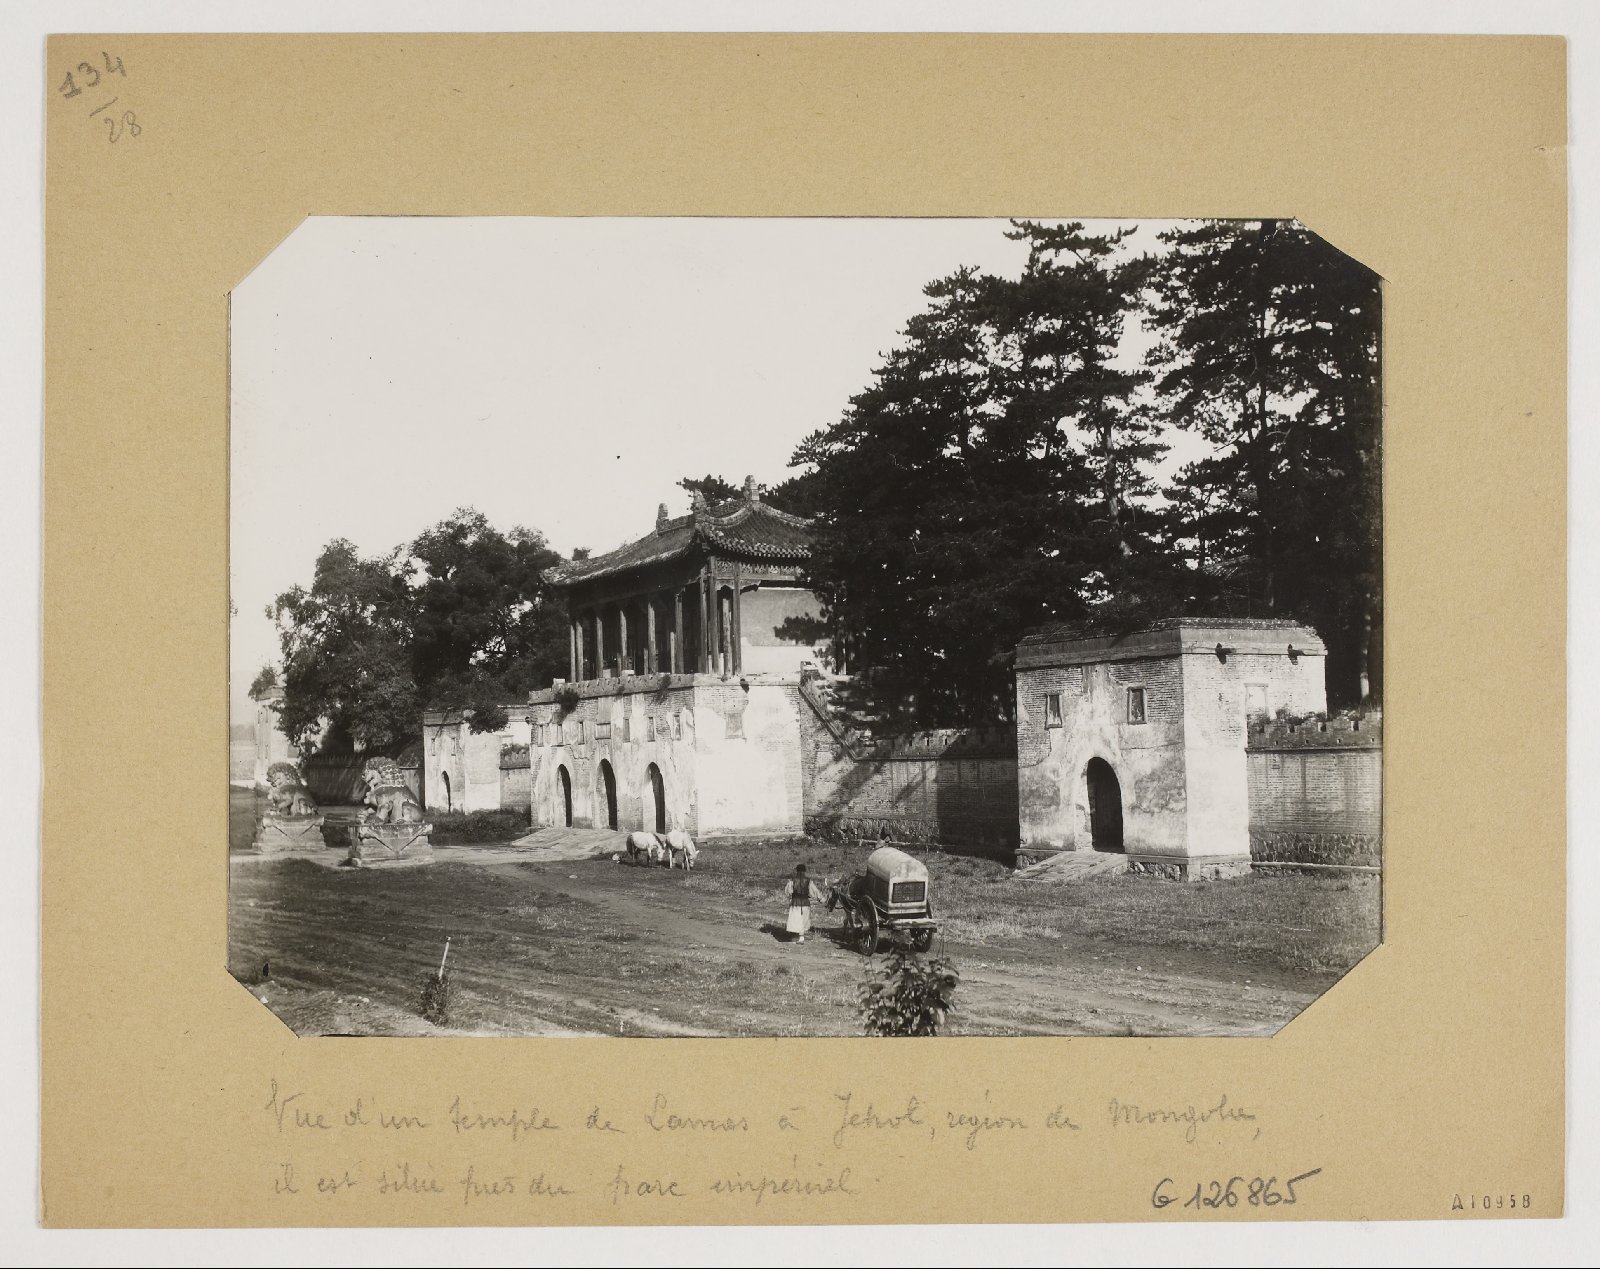 134
/28
Vue d'un temple de Lamas à Jehol, région de Mongolie,
il est situé près du parc impérial.
G 126865
A10958